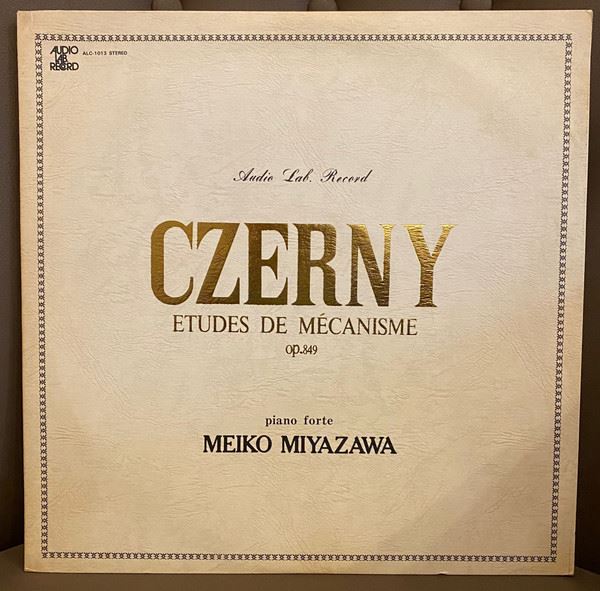 AUDIO
LAB.
RECORD
ALC-1013 STEREO
Audio Lab. Record
CZERNY
ETUDES DE MÉCANISME
op.849
piano forte
MEIKO MIYAZAWA